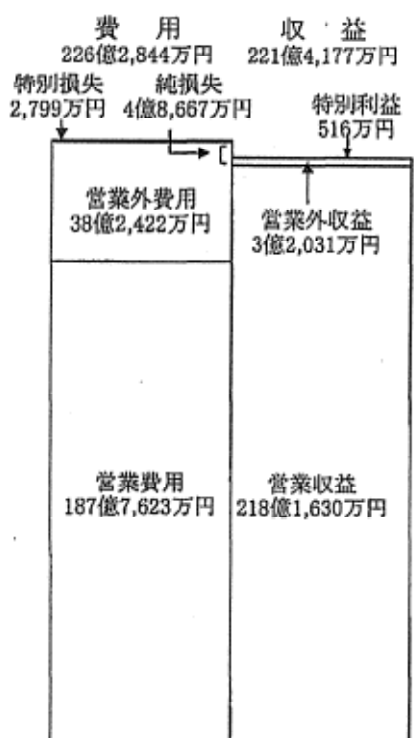 費用
226億2,844万円
収益
221億4,177万円
特別損失
2,799万円
純損失
4億8,667万円
特別利益
516万円
営業外費用
38億2,422万円
営業外収益
3億2,031万円
営業費用
187億7,623万円
営業収益
218億1,630万円